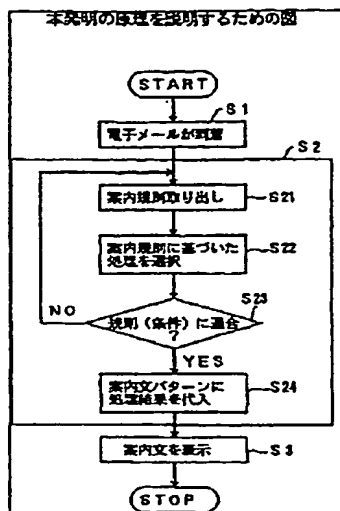 本発明の原理を説明するための図
START
S1
電子メールが到着
S2
案内規則取り出し
S21
案内規則に基づいた
処理を選択
S22
NO
規則(条件)に適合
?
S23
YES
案内文パターンに
処理結果を代入
S24
案内文を表示
S3
STOP